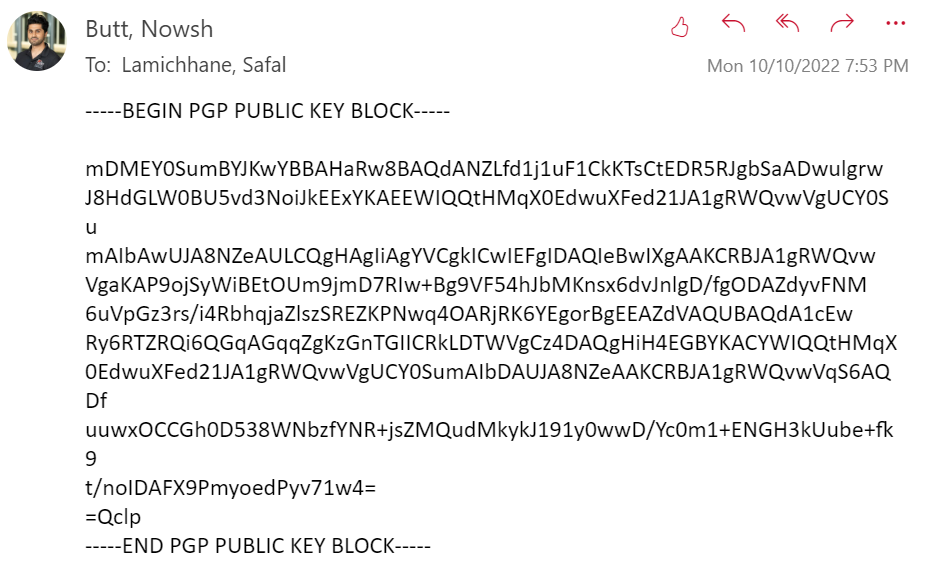 Butt, Nowsh
To: Lamichhane, Safal
Mon 10/10/2022 7:53 PM
-----BEGIN PGP PUBLIC KEY BLOCK-----
mDMEY0SumBYJKwYBBAHaRw8BAQdANZLfd1j1uF1CkKTsCtEDR5RJgbSaADwulgrw
J8HdGLW0BU5vd3NoiJkEExYKAEEWIQQtHMqX0EdwuXFed21JA1gRWQvwVgUCY0S
u
mAIbAwUJA8NZeAULCQgHAgIiAgYVCgkICwIEFgIDAQIeBwIXgAAKCRBJA1gRWQvw
VgaKAP9ojSyWiBEtOUm9jmD7RIw+Bg9VF54hJbMKnsx6dvJnlgD/fgODAZdyvFNM
6uVpGz3rs/i4RbhqjaZlszSREZKPNwq4OARjRK6YEgorBgEEAZdVAQUBAQdA1cEw
Ry6RTZRQi6QGqAGqqZgKzGnTGIICRkLDTWVgCz4DAQgHiH4EGBYKACYWIQQtHMqX
0EdwuXFed21JA1gRWQvwVgUCY0SumAIbDAUJA8NZeAAKCRBJA1gRWQvwVqS6AQ
Df
uuwxOCCGh0D538WNbzfYNR+jsZMQudMkykJ191y0wwD/Yc0m1+ENGH3kUube+fk
9
t/noIDAFX9PmyoedPyv71w4=
=Qclp
-----END PGP PUBLIC KEY BLOCK-----